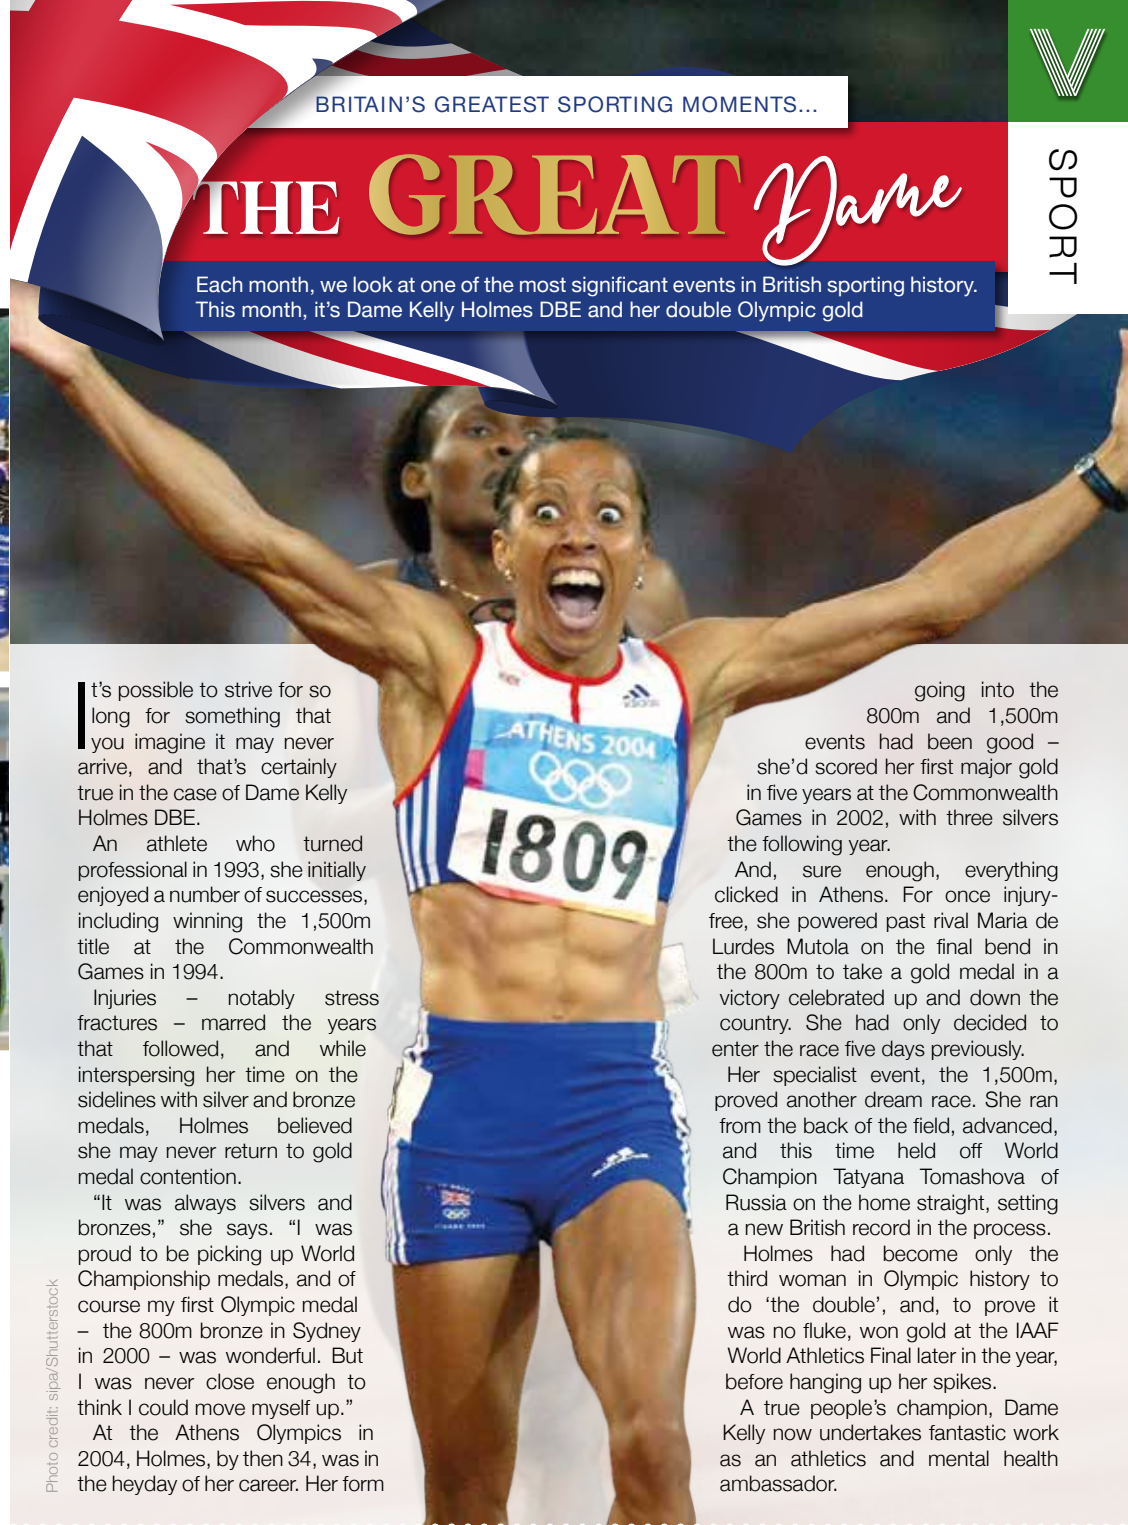 BRITAIN'S GREATEST SPORTING MOMENTS...
THE GREAT Dame
Each month, we look at one of the most significant events in British sporting history.
This month, it's Dame Kelly Holmes DBE and her double Olympic gold
V
SPORT
ATHENS 2004
1809
adidas
It's possible to strive for so
long for something that
you imagine it may never
arrive, and that's certainly
true in the case of Dame Kelly
Holmes DBE.
An athlete who turned
professional in 1993, she initially
enjoyed a number of successes,
including winning the 1,500m
title at the Commonwealth
Games in 1994.
Injuries – notably stress
fractures – marred the years
that followed, and while
interspersing her time on the
sidelines with silver and bronze
medals, Holmes believed
she may never return to gold
medal contention.
“It was always silvers and
bronzes,” she says. “I was
proud to be picking up World
Championship medals, and of
course my first Olympic medal
– the 800m bronze in Sydney
in 2000 – was wonderful. But
I was never close enough to
think I could move myself up.”
At the Athens Olympics in
2004, Holmes, by then 34, was in
the heyday of her career. Her form
going into the
800m and 1,500m
events had been good –
she'd scored her first major gold
in five years at the Commonwealth
Games in 2002, with three silvers
the following year.
And, sure enough, everything
clicked in Athens. For once injury-
free, she powered past rival Maria de
Lurdes Mutola on the final bend in
the 800m to take a gold medal in a
victory celebrated up and down the
country. She had only decided to
enter the race five days previously.
Her specialist event, the 1,500m,
proved another dream race. She ran
from the back of the field, advanced,
and this time held off World
Champion Tatyana Tomashova of
Russia on the home straight, setting
a new British record in the process.
Holmes had become only the
third woman in Olympic history to
do ‘the double’, and, to prove it
was no fluke, won gold at the IAAF
World Athletics Final later in the year,
before hanging up her spikes.
A true people's champion, Dame
Kelly now undertakes fantastic work
as an athletics and mental health
ambassador.
Photo credit: sipa/Shutterstock